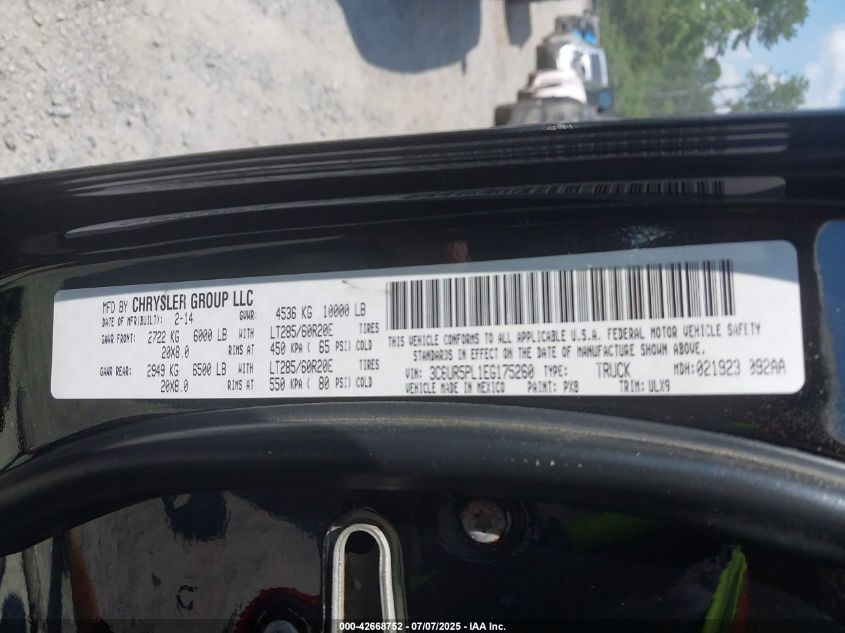 MFD BY CHRYSLER GROUP LLC
DATE OF MFR(BUILT): 2-14 GVWR: 4536 KG 10000 LB
GAWR FRONT: 2722 KG 6000 LB WITH LT285/60R20E TIRES
20X8.0 RIMS AT 450 KPA ( 65 PSI) COLD
GAWR REAR: 2949 KG 6500 LB WITH LT285/60R20E TIRES
20X8.0 RIMS AT 550 KPA ( 80 PSI) COLD
THIS VEHICLE CONFORMS TO ALL APPLICABLE U.S.A. FEDERAL MOTOR VEHICLE SAFETY
STANDARDS IN EFFECT ON THE DATE OF MANUFACTURE SHOWN ABOVE.
VIN: 3C6UR5PL1EG175260 TYPE: TRUCK MDH: 021923 092AA
VEHICLE MADE IN MEXICO PAINT: PX8 TRIM: ULX9
000-42668752 - 07/07/2025 - IAA Inc.